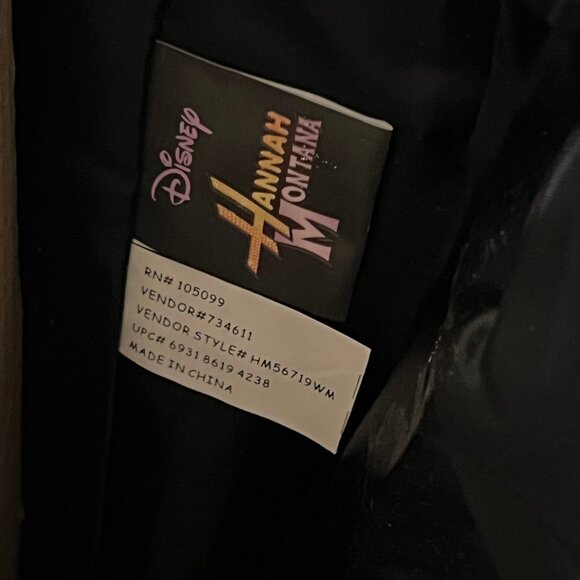 Disney
HANNAH
MONTANA
RN# 105099
VENDOR#734611
VENDOR STYLE# HM56719WM
UPC# 6931 8619 4238
MADE IN CHINA